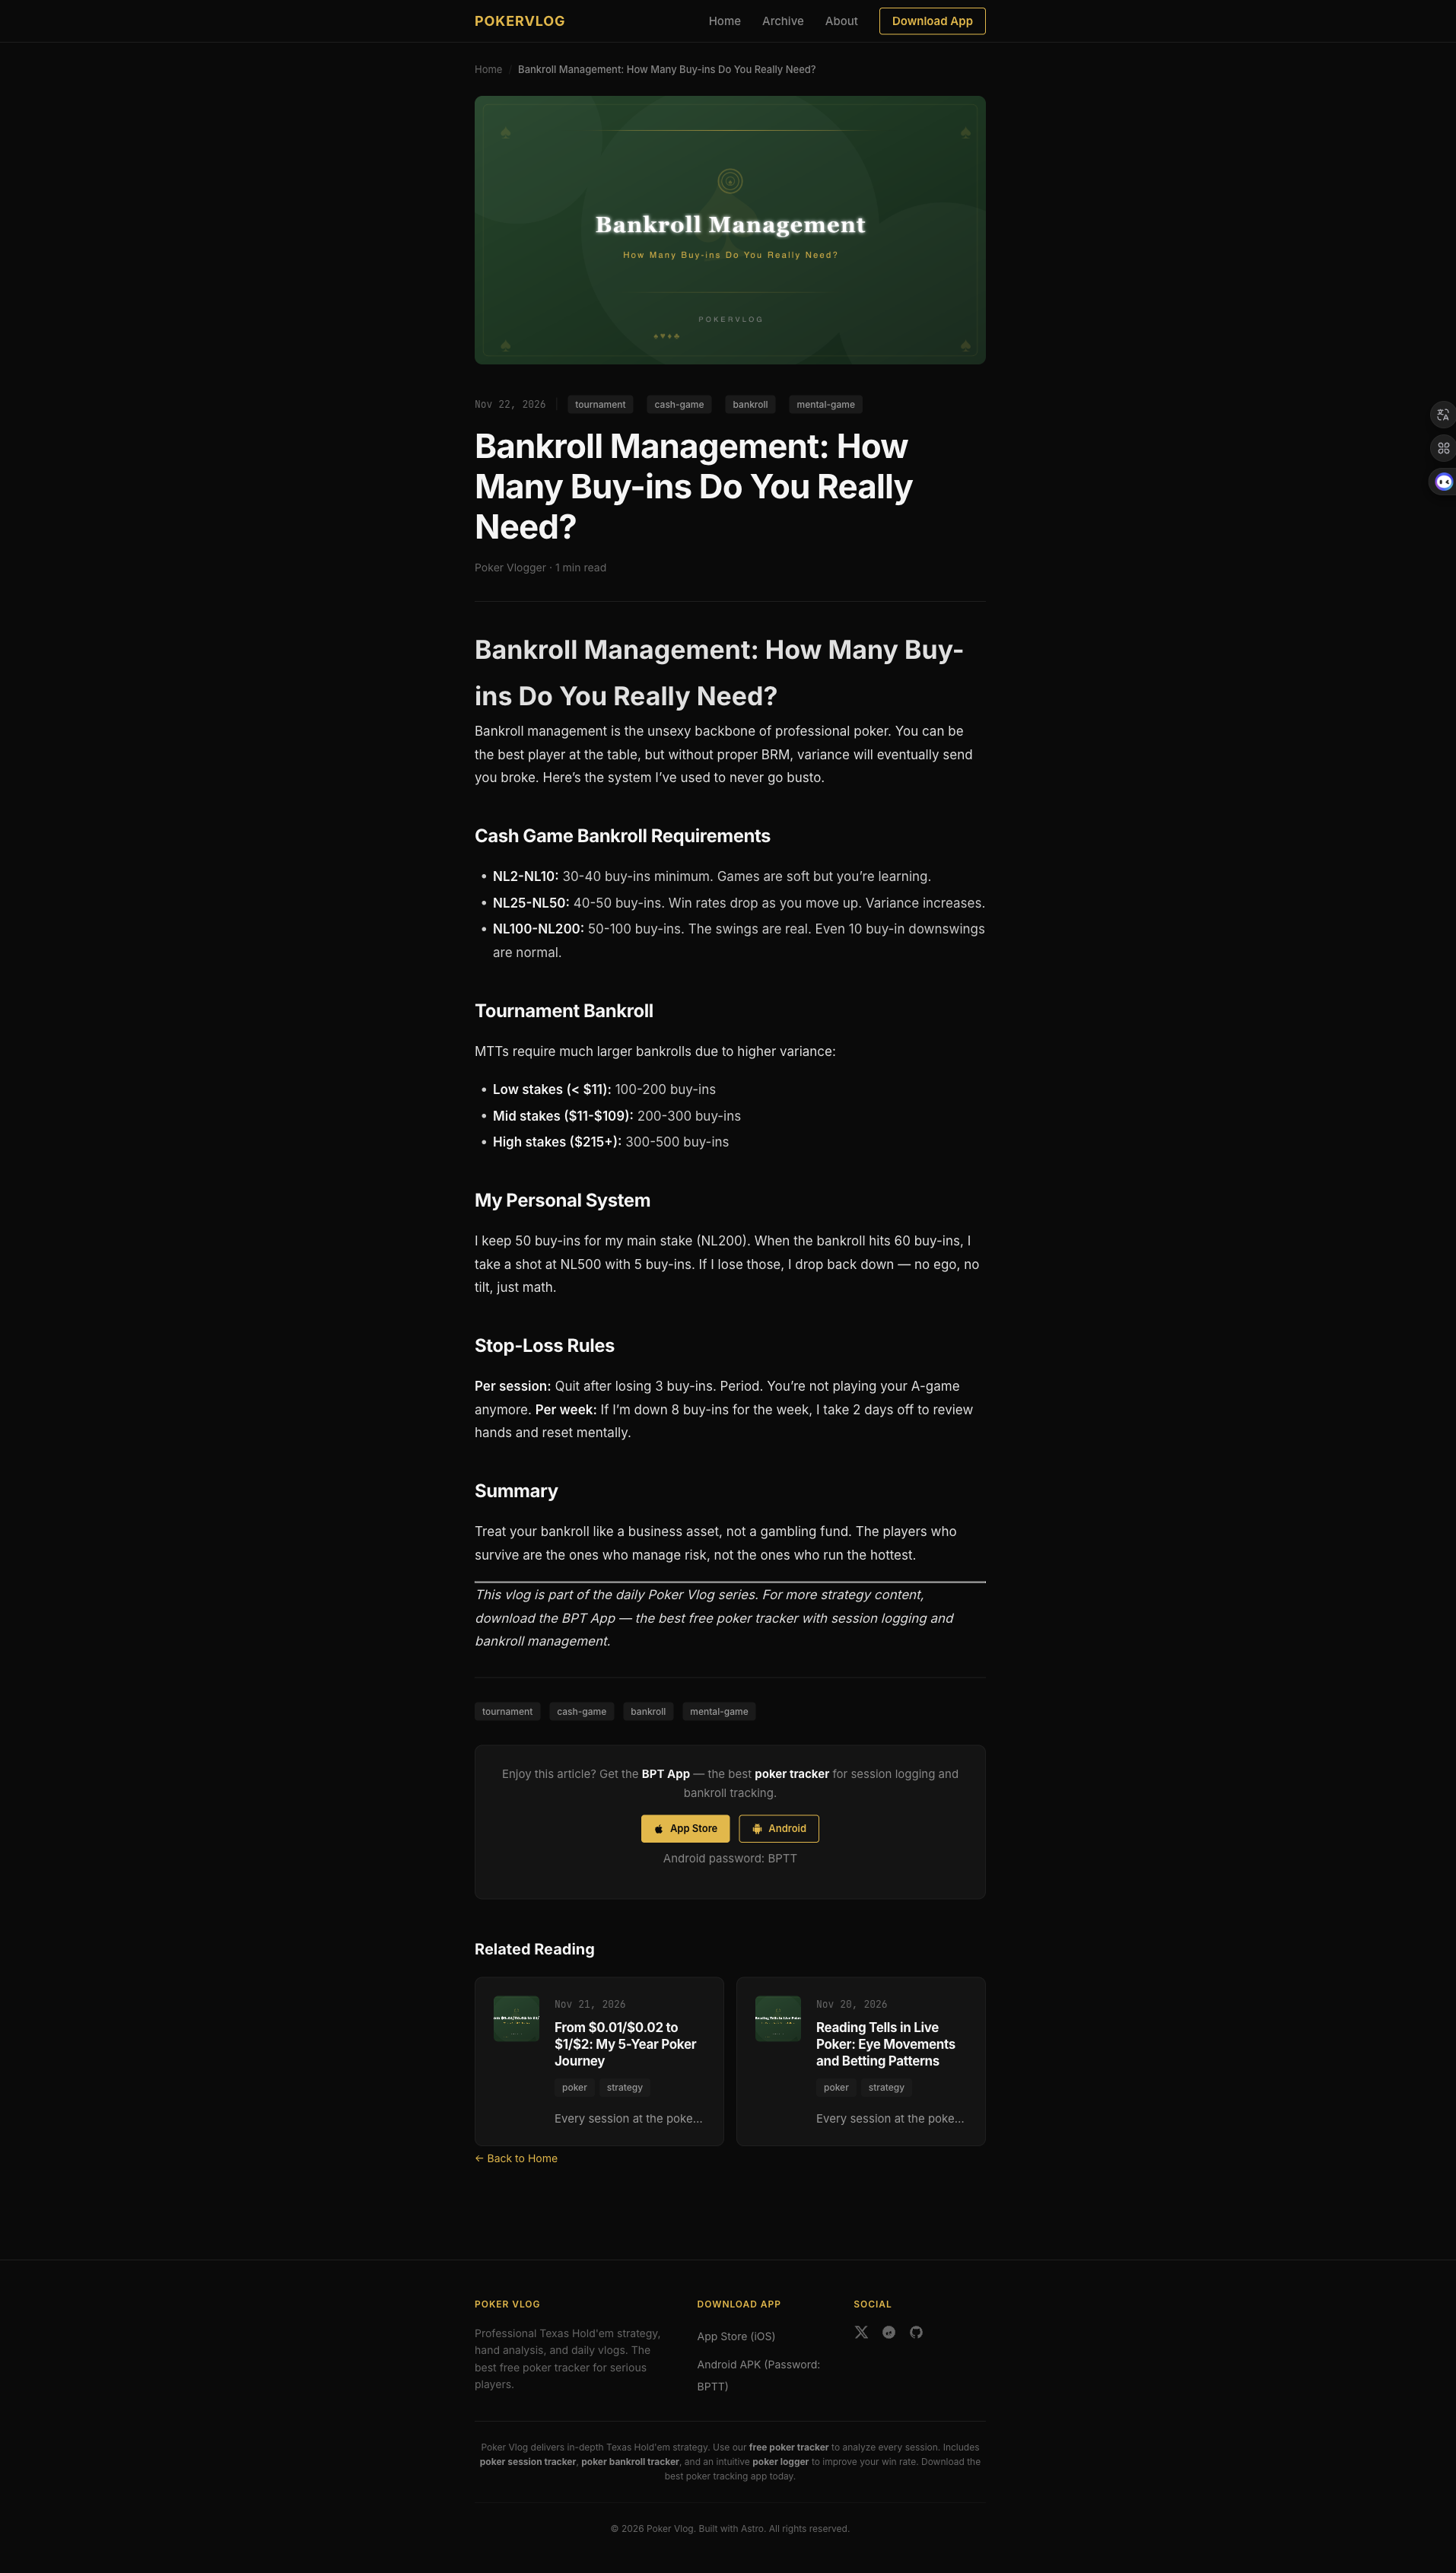 POKERVLOG
Home Archive About Download App
Home / Bankroll Management: How Many Buy-ins Do You Really Need?
Bankroll Management
How Many Buy-ins Do You Really Need?
POKERVLOG
Nov 22, 2026 tournament cash-game bankroll mental-game
Bankroll Management: How
Many Buy-ins Do You Really
Need?
Poker Vlogger · 1 min read
Bankroll Management: How Many Buy-
ins Do You Really Need?
Bankroll management is the unsexy backbone of professional poker. You can be
the best player at the table, but without proper BRM, variance will eventually send
you broke. Here’s the system I’ve used to never go busto.
Cash Game Bankroll Requirements
• NL2-NL10: 30-40 buy-ins minimum. Games are soft but you’re learning.
• NL25-NL50: 40-50 buy-ins. Win rates drop as you move up. Variance increases.
• NL100-NL200: 50-100 buy-ins. The swings are real. Even 10 buy-in downswings
are normal.
Tournament Bankroll
MTTs require much larger bankrolls due to higher variance:
• Low stakes (< $11): 100-200 buy-ins
• Mid stakes ($11-$109): 200-300 buy-ins
• High stakes ($215+): 300-500 buy-ins
My Personal System
I keep 50 buy-ins for my main stake (NL200). When the bankroll hits 60 buy-ins, I
take a shot at NL500 with 5 buy-ins. If I lose those, I drop back down — no ego, no
tilt, just math.
Stop-Loss Rules
Per session: Quit after losing 3 buy-ins. Period. You’re not playing your A-game
anymore. Per week: If I’m down 8 buy-ins for the week, I take 2 days off to review
hands and reset mentally.
Summary
Treat your bankroll like a business asset, not a gambling fund. The players who
survive are the ones who manage risk, not the ones who run the hottest.
This vlog is part of the daily Poker Vlog series. For more strategy content,
download the BPT App — the best free poker tracker with session logging and
bankroll management.
tournament cash-game bankroll mental-game
Enjoy this article? Get the BPT App — the best poker tracker for session logging and
bankroll tracking.
App Store Android
Android password: BPTT
Related Reading
Nov 21, 2026
From $0.01/$0.02 to
$1/$2: My 5-Year Poker
Journey
poker strategy
Every session at the poke...
Nov 20, 2026
Reading Tells in Live
Poker: Eye Movements
and Betting Patterns
poker strategy
Every session at the poke...
← Back to Home
POKER VLOG
Professional Texas Hold'em strategy,
hand analysis, and daily vlogs. The
best free poker tracker for serious
players.
DOWNLOAD APP
App Store (iOS)
Android APK (Password:
BPTT)
SOCIAL
Poker Vlog delivers in-depth Texas Hold'em strategy. Use our free poker tracker to analyze every session. Includes
poker session tracker, poker bankroll tracker, and an intuitive poker logger to improve your win rate. Download the
best poker tracking app today.
© 2026 Poker Vlog. Built with Astro. All rights reserved.